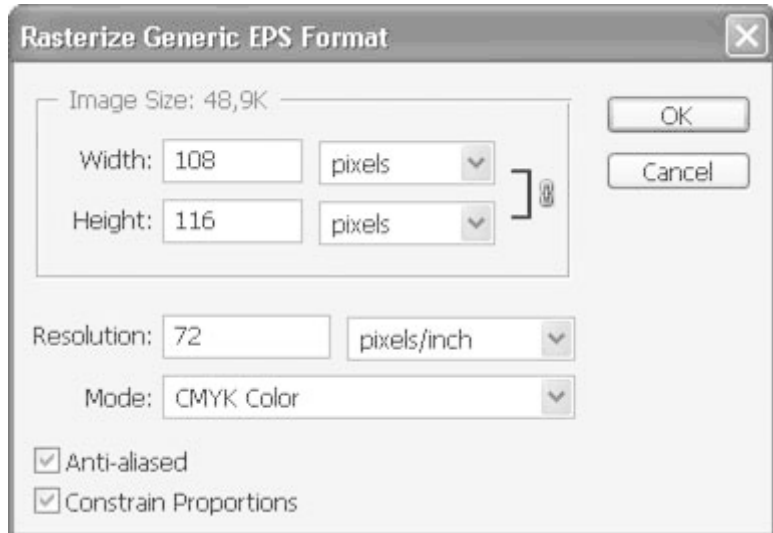 Rasterize Generic EPS Format
Image Size: 48,9K
OK
Width: 108 pixels
Cancel
Height: 116 pixels
Resolution: 72 pixels/inch
Mode: CMYK Color
Anti-aliased
Constrain Proportions